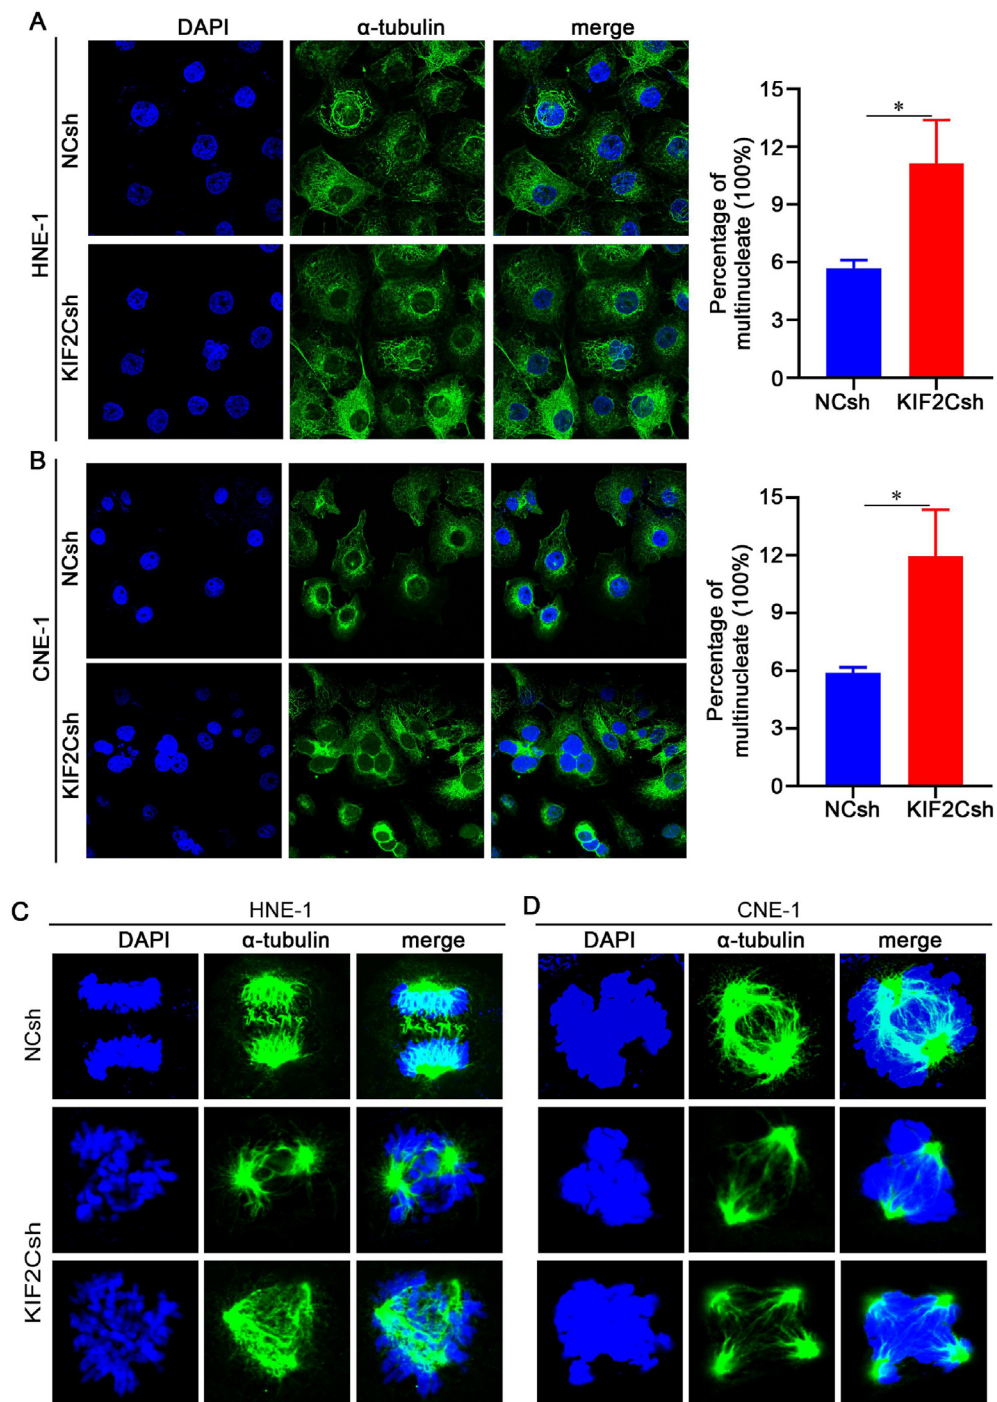 A
DAPI
α-tubulin
merge
HNE-1
NCsh
KIF2Csh
Percentage of
multinucleate (100%)
15
12
9
6
3
0
*
NCsh
KIF2Csh
B
CNE-1
NCsh
KIF2Csh
Percentage of
multinucleate (100%)
15
12
9
6
3
0
*
NCsh
KIF2Csh
C
HNE-1
DAPI
α-tubulin
merge
NCsh
KIF2Csh
D
CNE-1
DAPI
α-tubulin
merge